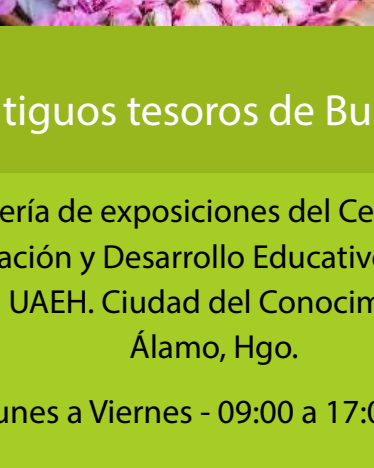 tiguos tesoros de Bu
ería de exposiciones del Ce
ación y Desarrollo Educativ
UAEH. Ciudad del Conocim
Álamo, Hgo.
unes a Viernes - 09:00 a 17:0